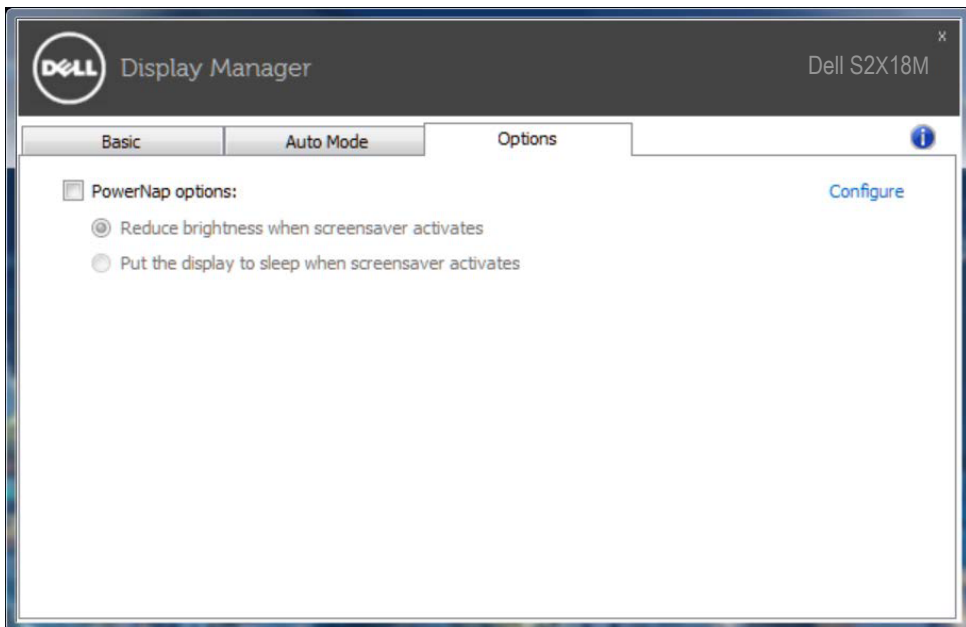 DELL Display Manager
x
Dell S2X18M
Basic Auto Mode Options i
PowerNap options: Configure
Reduce brightness when screensaver activates
Put the display to sleep when screensaver activates